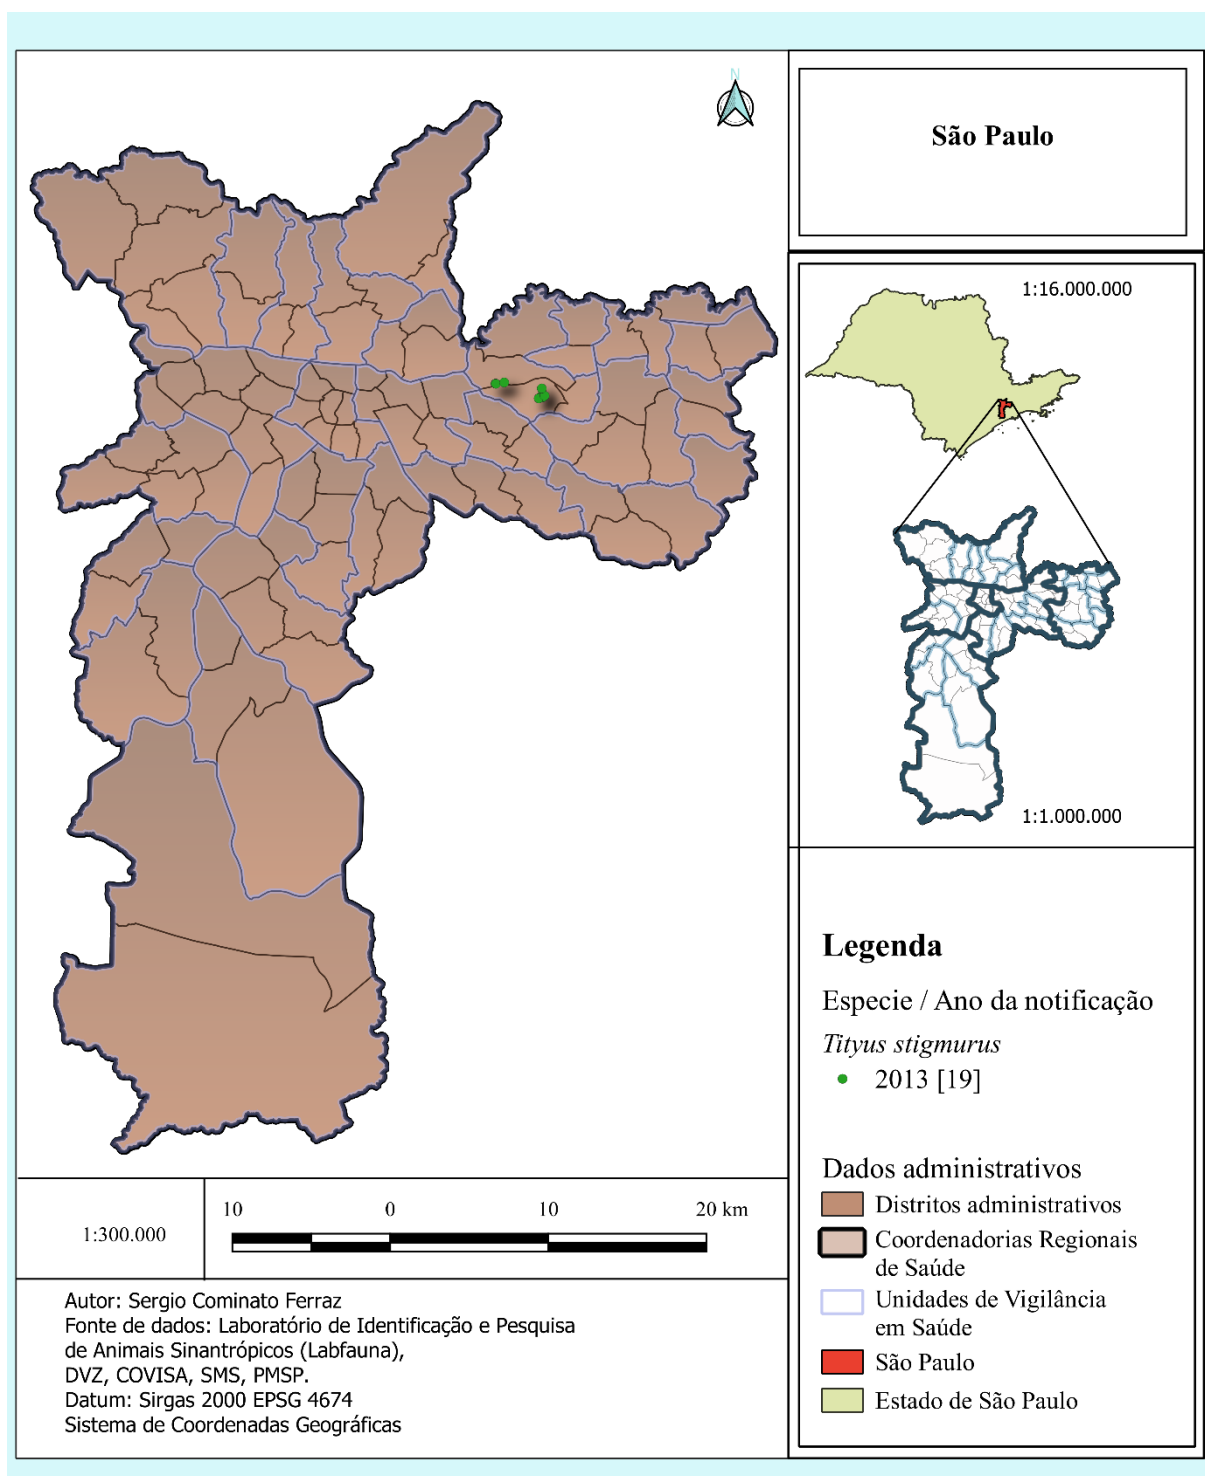 N
São Paulo
1:16.000.000
1:1.000.000
Legenda
Especie / Ano da notificação
Tityus stigmurus
2013 [19]
Dados administrativos
Distritos administrativos
Coordenadorias Regionais
de Saúde
Unidades de Vigilância
em Saúde
São Paulo
Estado de São Paulo
1:300.000
10 0 10 20 km
Autor: Sergio Cominato Ferraz
Fonte de dados: Laboratório de Identificação e Pesquisa
de Animais Sinantrópicos (Labfauna),
DVZ, COVISA, SMS, PMSP.
Datum: Sirgas 2000 EPSG 4674
Sistema de Coordenadas Geográficas